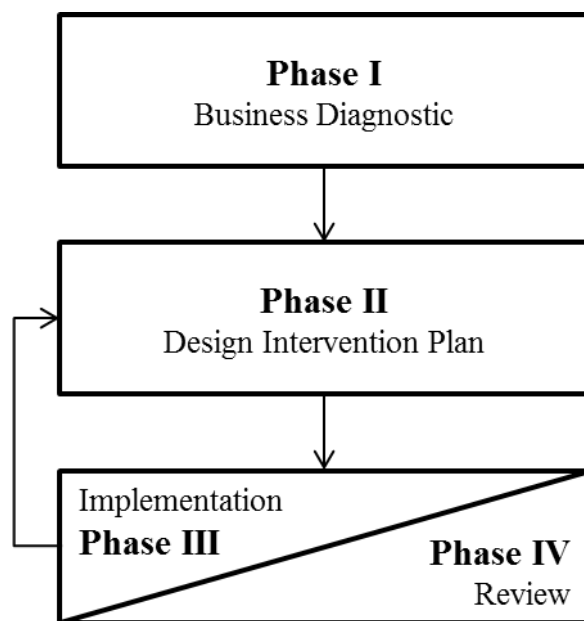 Phase I
Business Diagnostic
Phase II
Design Intervention Plan
Implementation
Phase III
Phase IV
Review